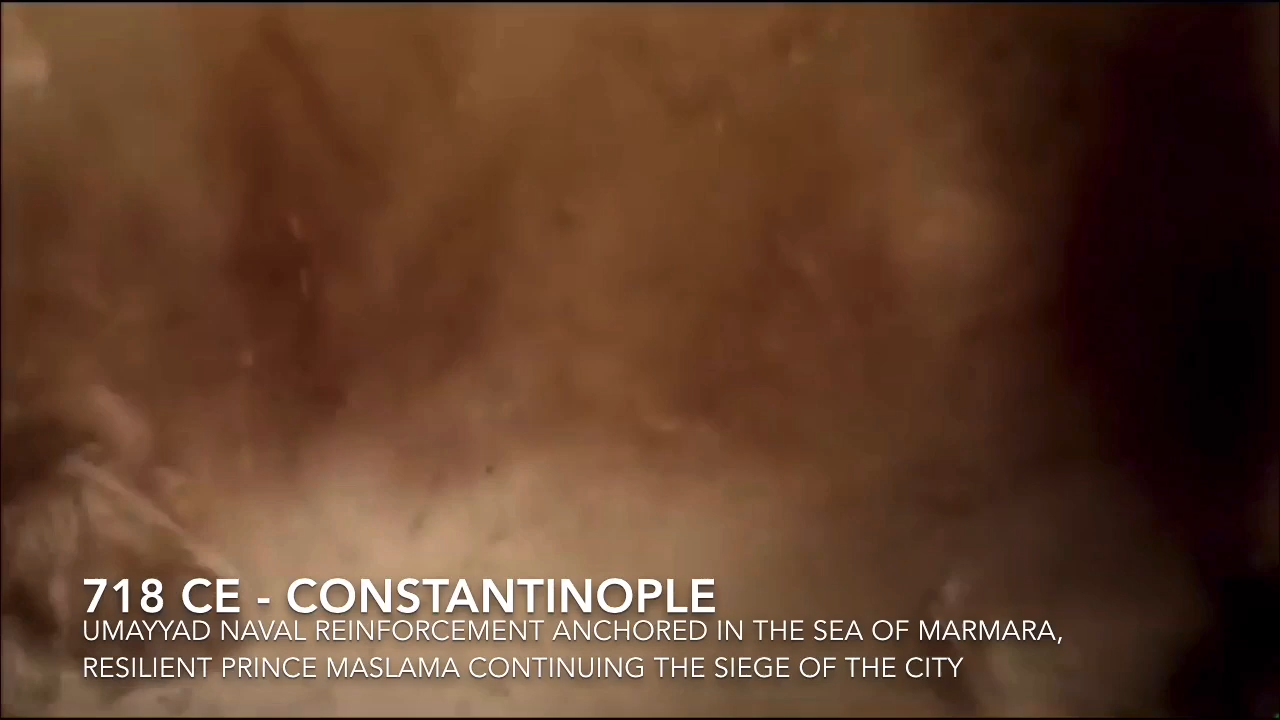 718 CE - CONSTANTINOPLE
UMAYYAD NAVAL REINFORCEMENT ANCHORED IN THE SEA OF MARMARA,
RESILIENT PRINCE MASLAMA CONTINUING THE SIEGE OF THE CITY